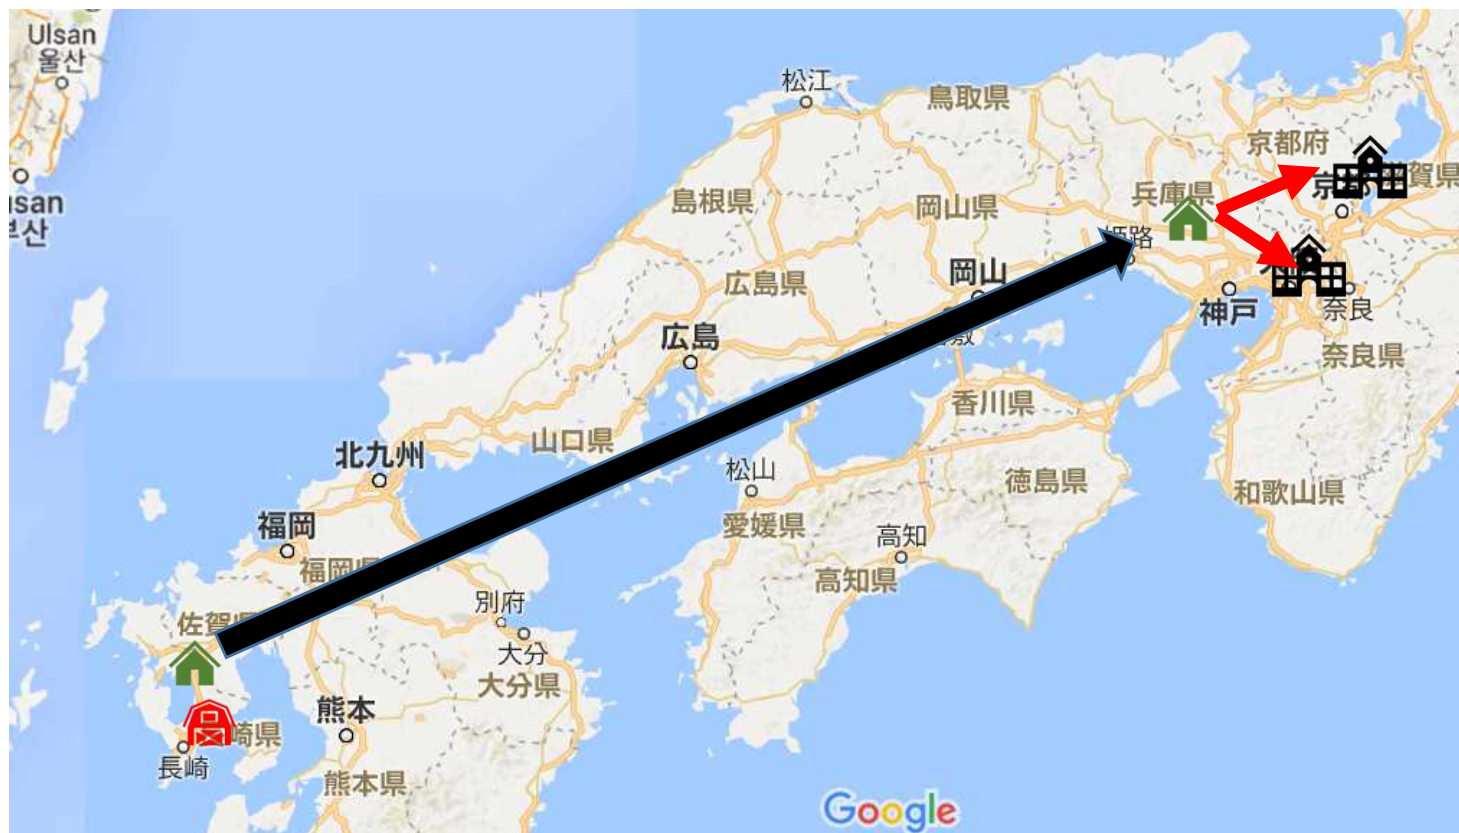 Ulsan
울산
松江
鳥取県
京都府
島根県
岡山県
兵庫県
賀県
京
姫路
san
산
広島県
岡山
神戸
奈良
広島
敷
奈良県
香川県
山口県
北九州
松山
徳島県
和歌山県
福岡
愛媛県
高知
福岡県
高知県
別府
佐賀県
大分
大分県
熊本
崎県
長崎
熊本県
Google